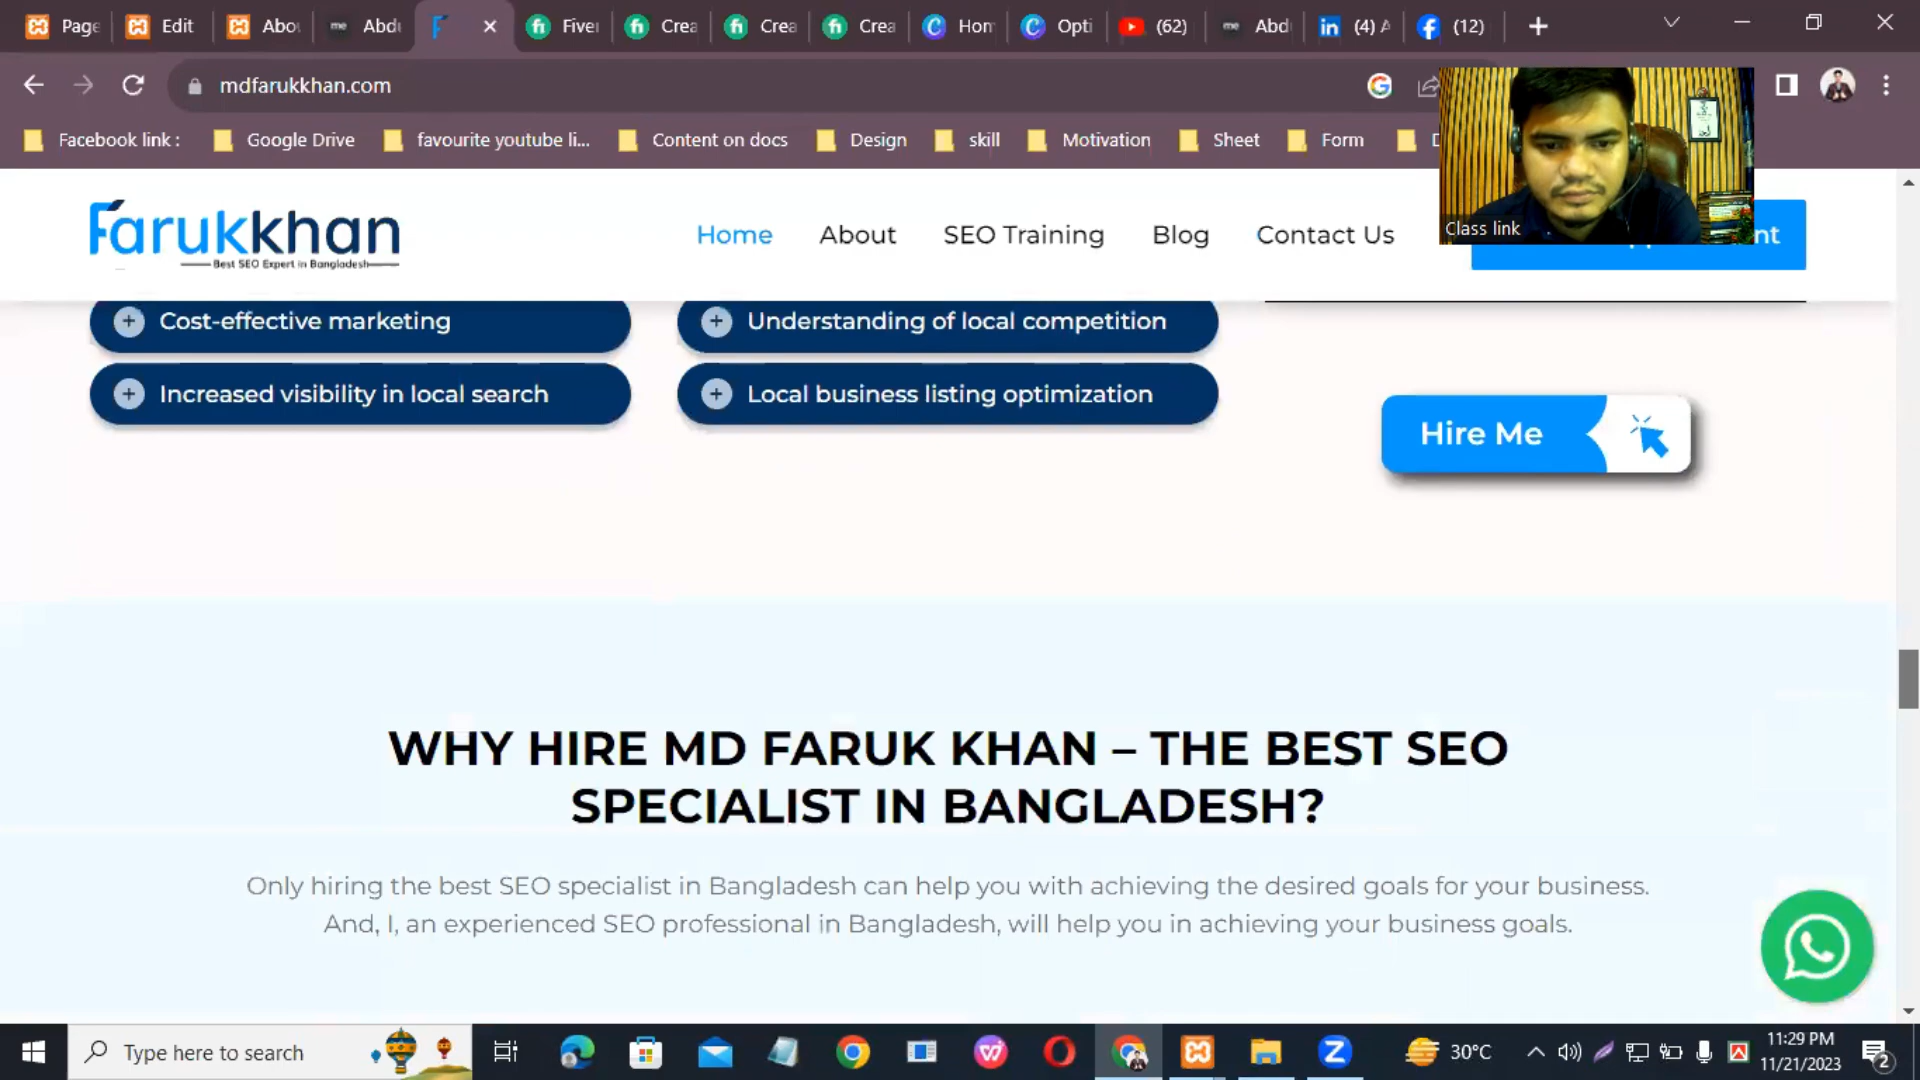 Page
Edit
Abo
Abd
Five
Crea
Crea
Crea
Hon
Opti
(62)
Abd
(4) A
(12)
mdfarukkhan.com
Facebook link :
Google Drive
favourite youtube li...
Content on docs
Design
skill
Motivation
Sheet
Form
Class link
Farukkhan
Best SEO Expert in Bangladesh
Home
About
SEO Training
Blog
Contact Us
nt
Cost-effective marketing
Understanding of local competition
Increased visibility in local search
Local business listing optimization
Hire Me
WHY HIRE MD FARUK KHAN – THE BEST SEO
SPECIALIST IN BANGLADESH?
Only hiring the best SEO specialist in Bangladesh can help you with achieving the desired goals for your business.
And, I, an experienced SEO professional in Bangladesh, will help you in achieving your business goals.
Type here to search
30°C
11:29 PM
11/21/2023
2